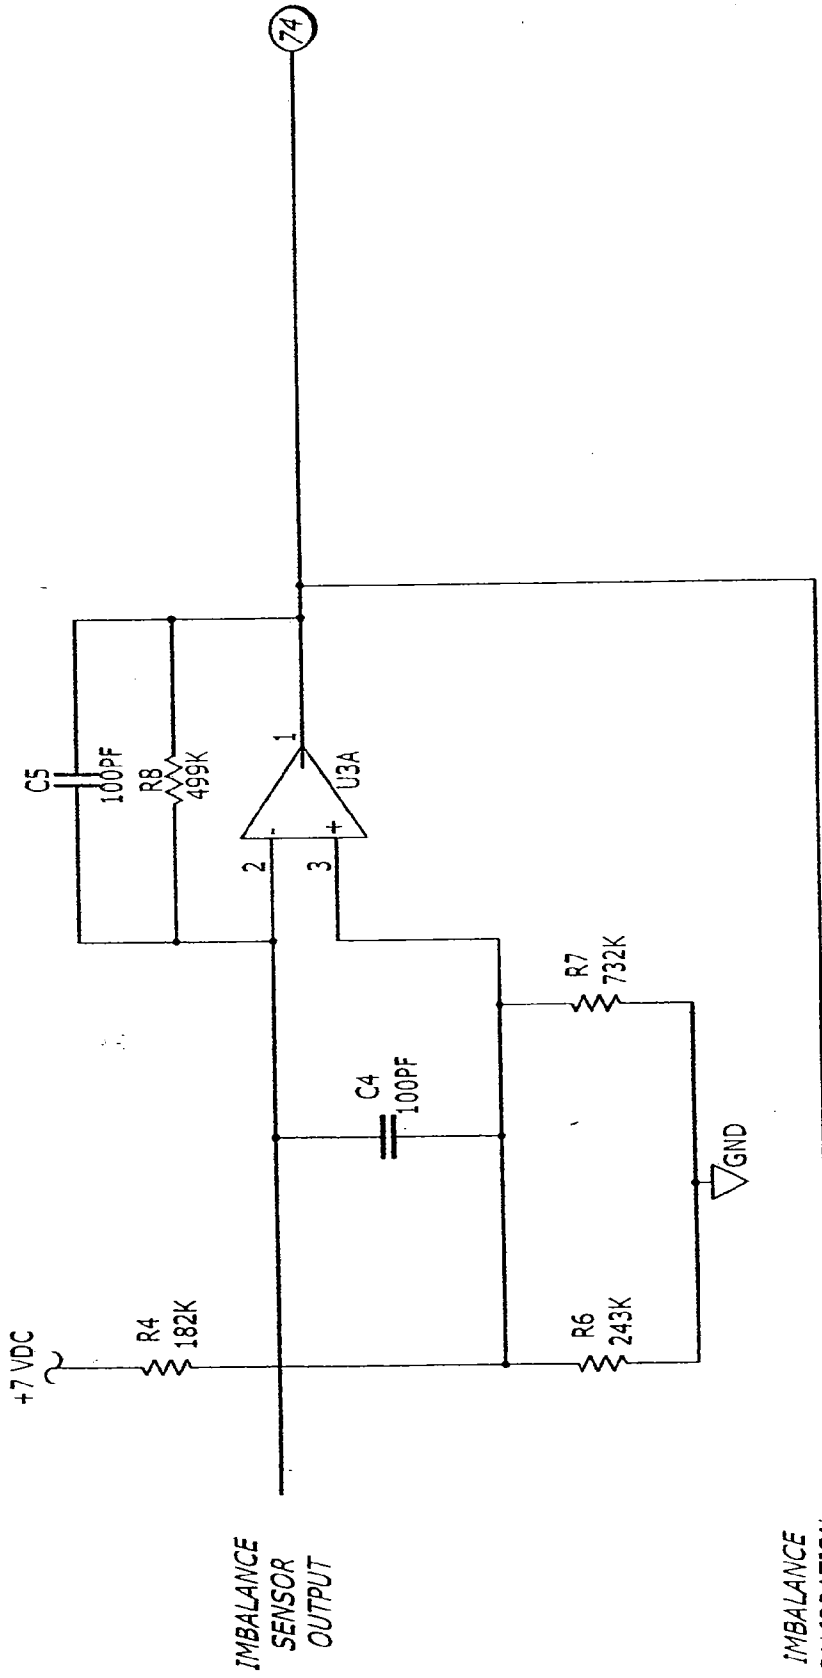 74
C5
100PF
R8
499K
2
-
1
3
+
U3A
+7 VDC
R4
182K
C4
100PF
R7
732K
R6
243K
GND
IMBALANCE
SENSOR
OUTPUT
IMBALANCE